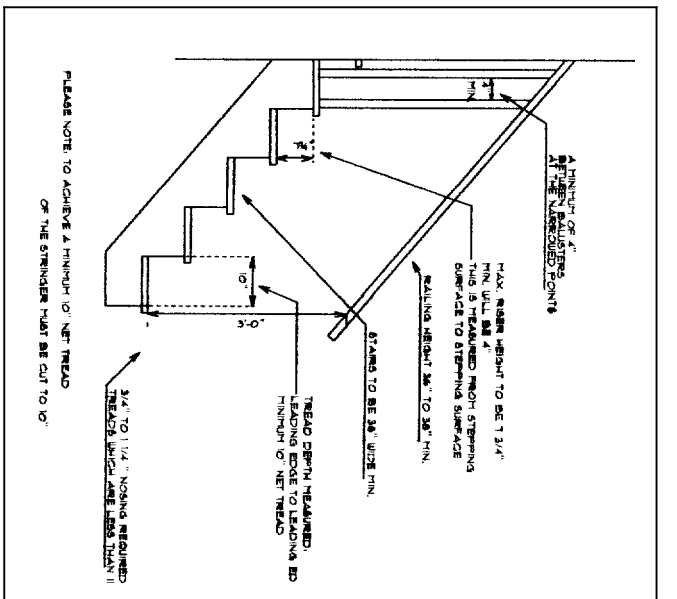 A MINIMUM OF 4"
BETWEEN BALUSTERS
AT THE NARROWED POINTS
4"
MIN.
MAX. RISER HEIGHT TO BE 7 3/4"
MIN. WILL BE 4"
THIS IS MEASURED FROM STEPPING
SURFACE TO STEPPING SURFACE
RAILING HEIGHT 36" TO 38" MIN.
STAIRS TO BE 36" WIDE MIN.
TREAD DEPTH MEASURED,
LEADING EDGE TO LEADING ED
MINIMUM 10" NET TREAD
10"
3'-0"
3/4" TO 1 1/4 " NOSING REQUIRED
TREADS WHICH ARE LESS THAN 11
PLEASE NOTE: TO ACHIEVE A MINIMUM 10" NET TREAD
OF THE STRINGER MUST BE CUT TO 10"